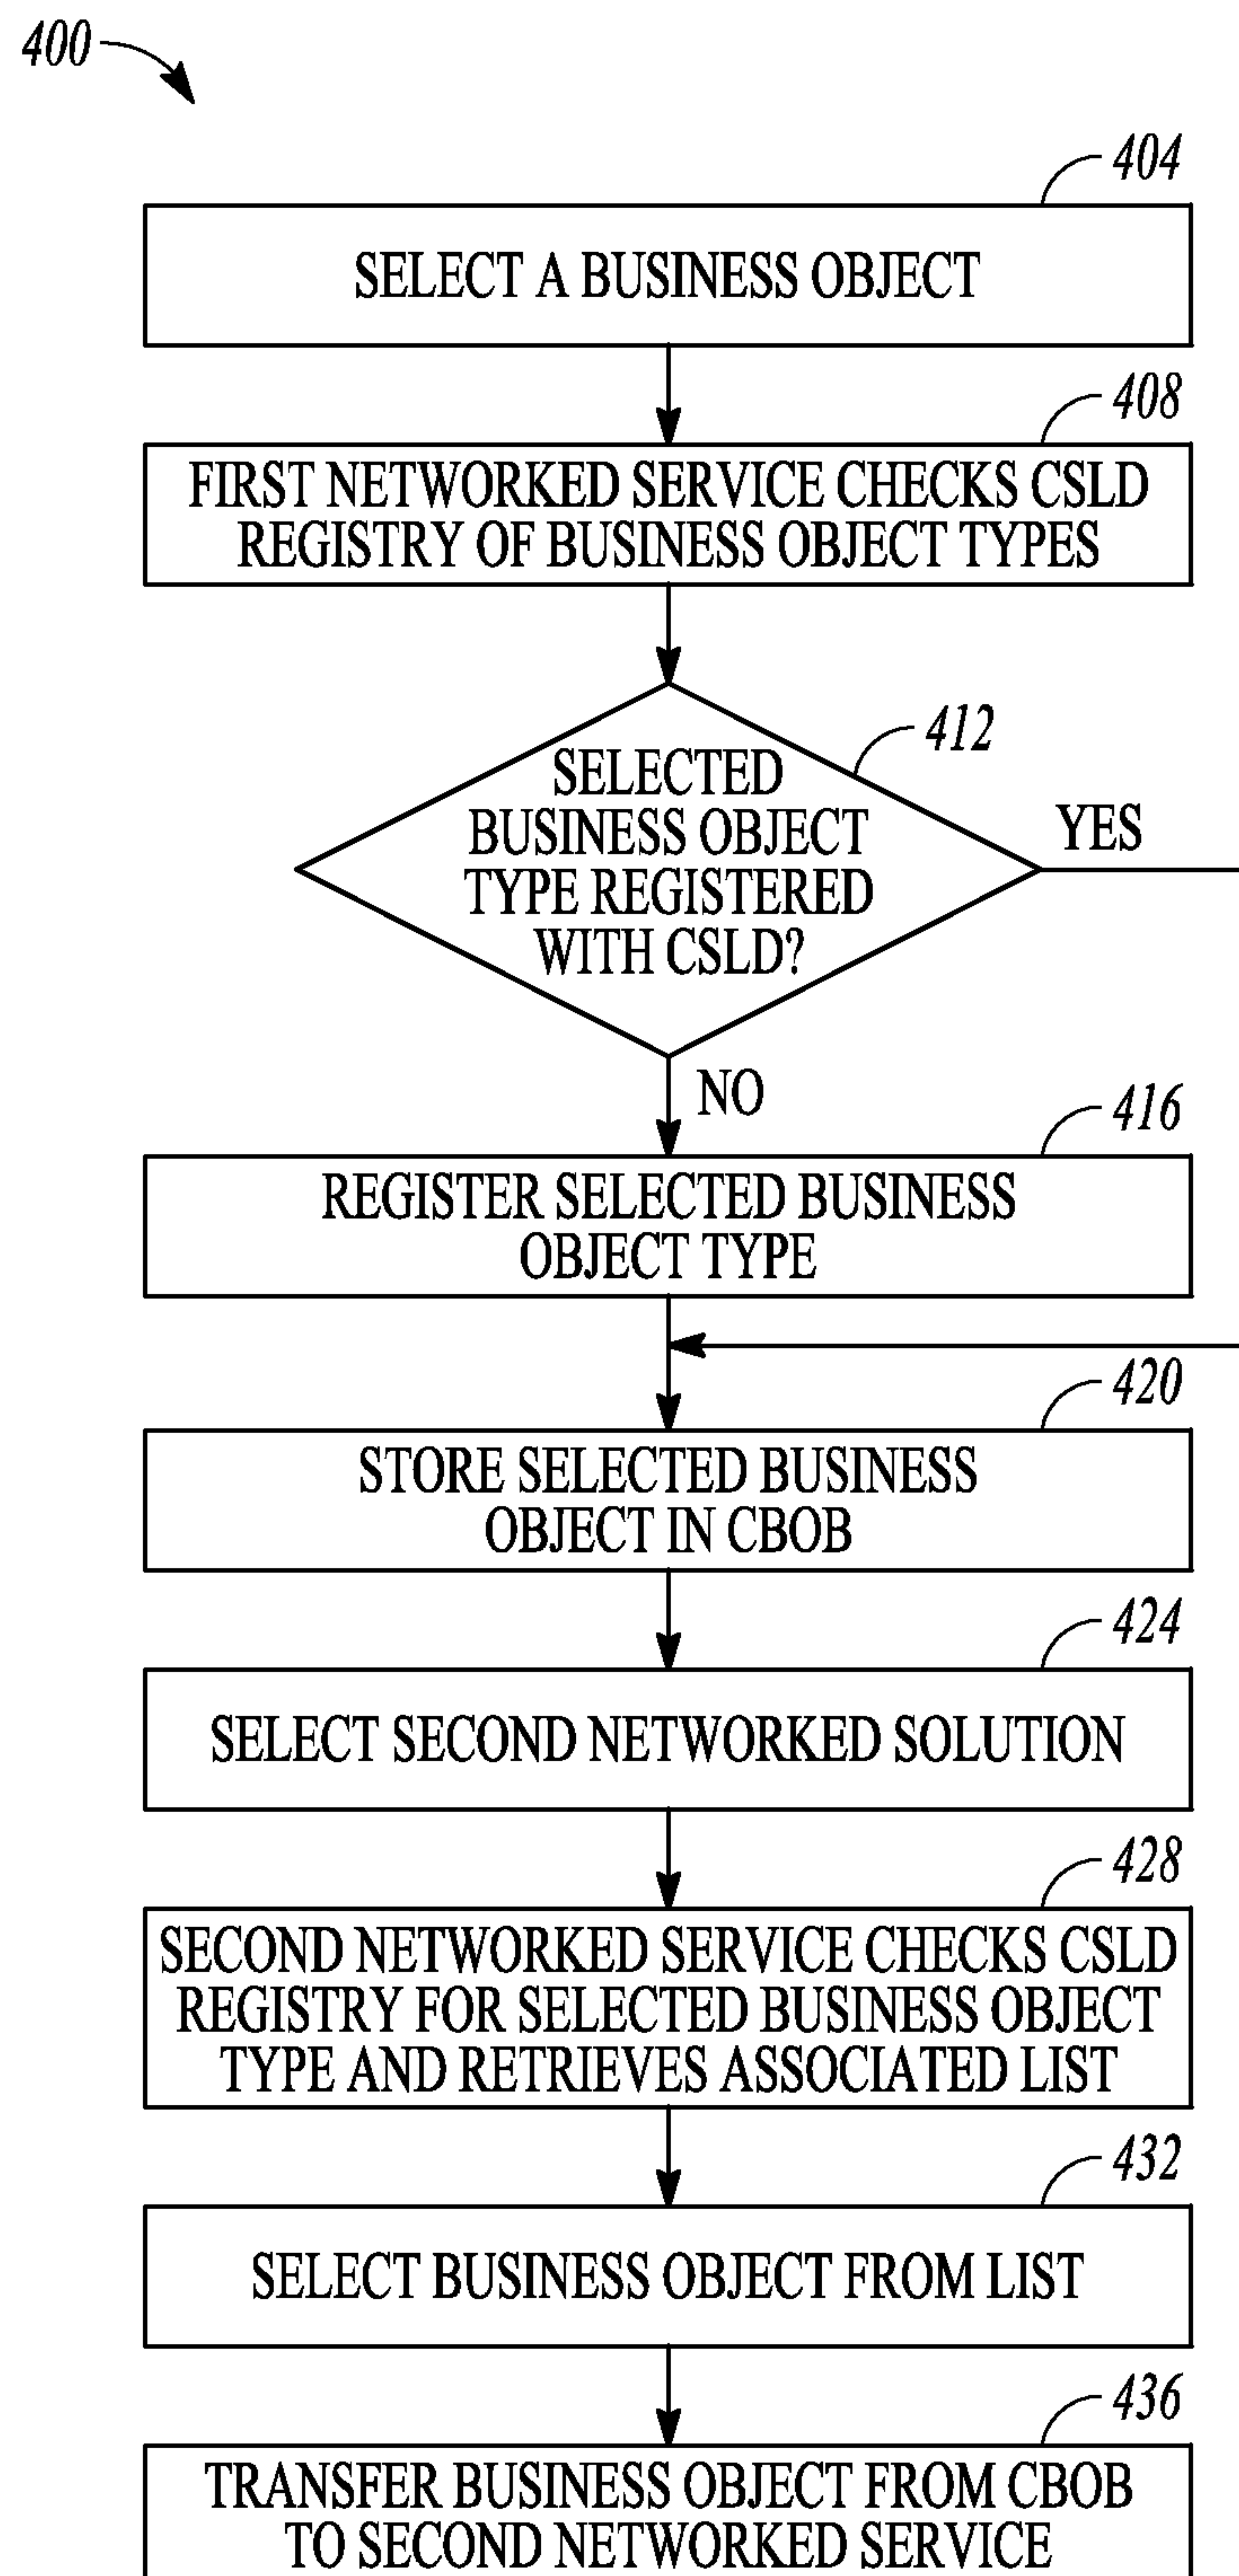 400
404
SELECT A BUSINESS OBJECT
408
FIRST NETWORKED SERVICE CHECKS CSLD
REGISTRY OF BUSINESS OBJECT TYPES
412
SELECTED
BUSINESS OBJECT
TYPE REGISTERED
WITH CSLD?
YES
NO
416
REGISTER SELECTED BUSINESS
OBJECT TYPE
420
STORE SELECTED BUSINESS
OBJECT IN CBOB
424
SELECT SECOND NETWORKED SOLUTION
428
SECOND NETWORKED SERVICE CHECKS CSLD
REGISTRY FOR SELECTED BUSINESS OBJECT
TYPE AND RETRIEVES ASSOCIATED LIST
432
SELECT BUSINESS OBJECT FROM LIST
436
TRANSFER BUSINESS OBJECT FROM CBOB
TO SECOND NETWORKED SERVICE